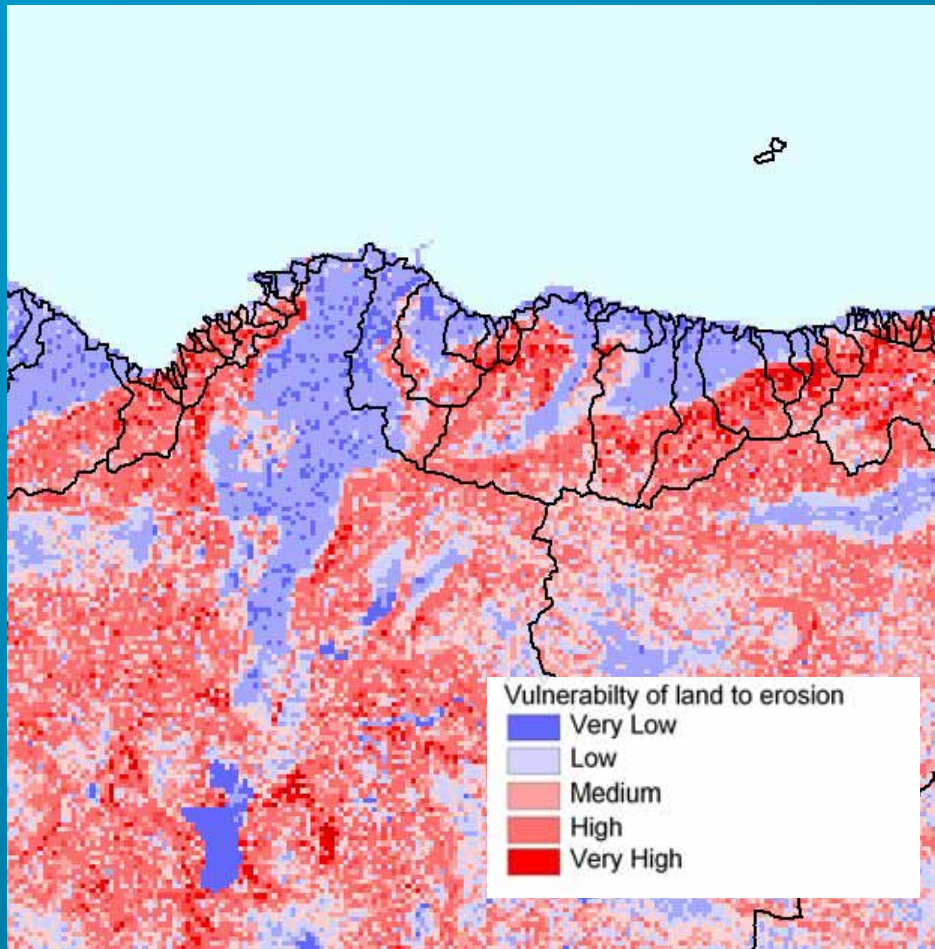 Vulnerabilty of land to erosion
Very Low
Low
Medium
High
Very High